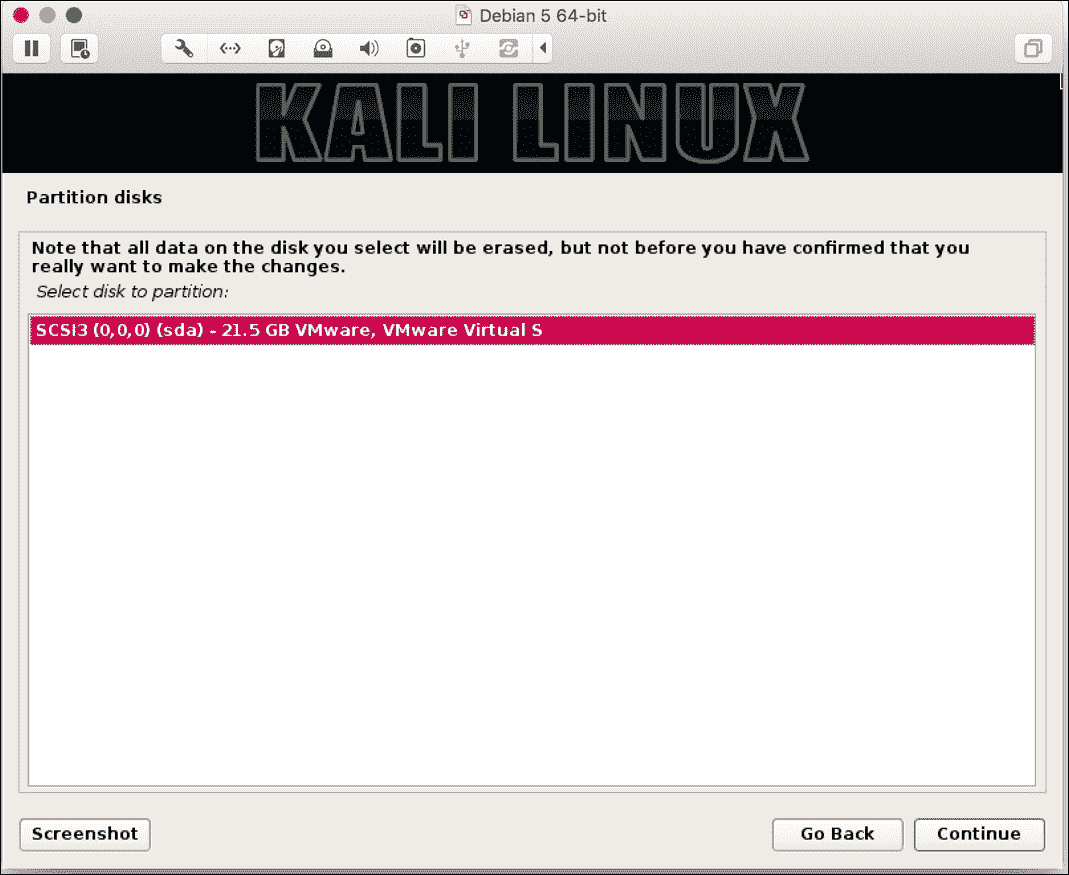 Debian 5 64-bit
KALI LINUX
Partition disks
Note that all data on the disk you select will be erased, but not before you have confirmed that you
really want to make the changes.
Select disk to partition:
SCSI3 (0,0,0) (sda) - 21.5 GB VMware, VMware Virtual S
Screenshot
Go Back
Continue